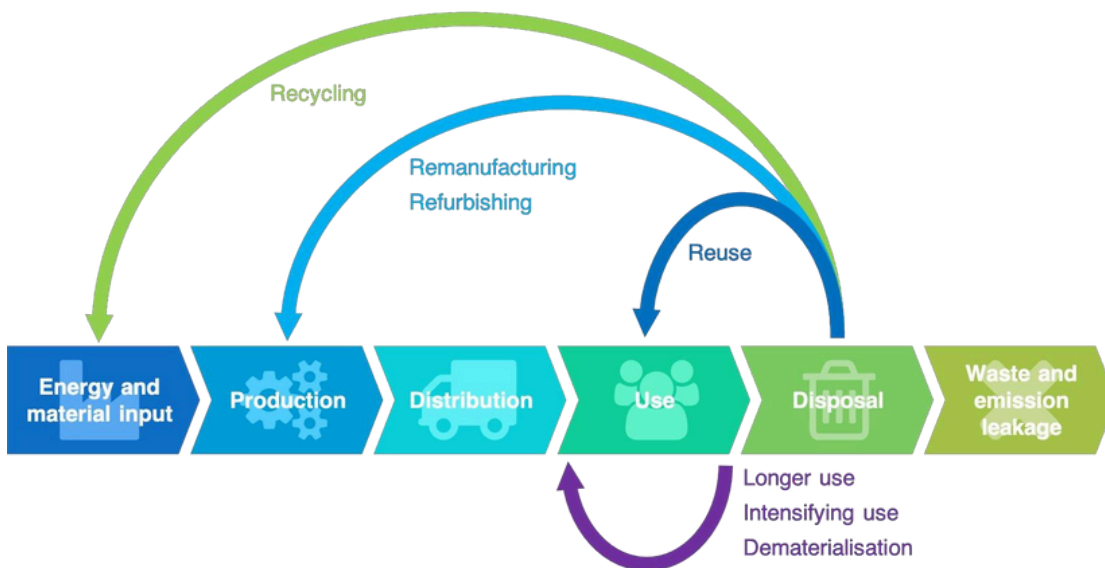 Recycling
Remanufacturing
Refurbishing
Reuse
Energy and
material input
Production
Distribution
Use
Disposal
Waste and
emission
leakage
Longer use
Intensifying use
Dematerialisation